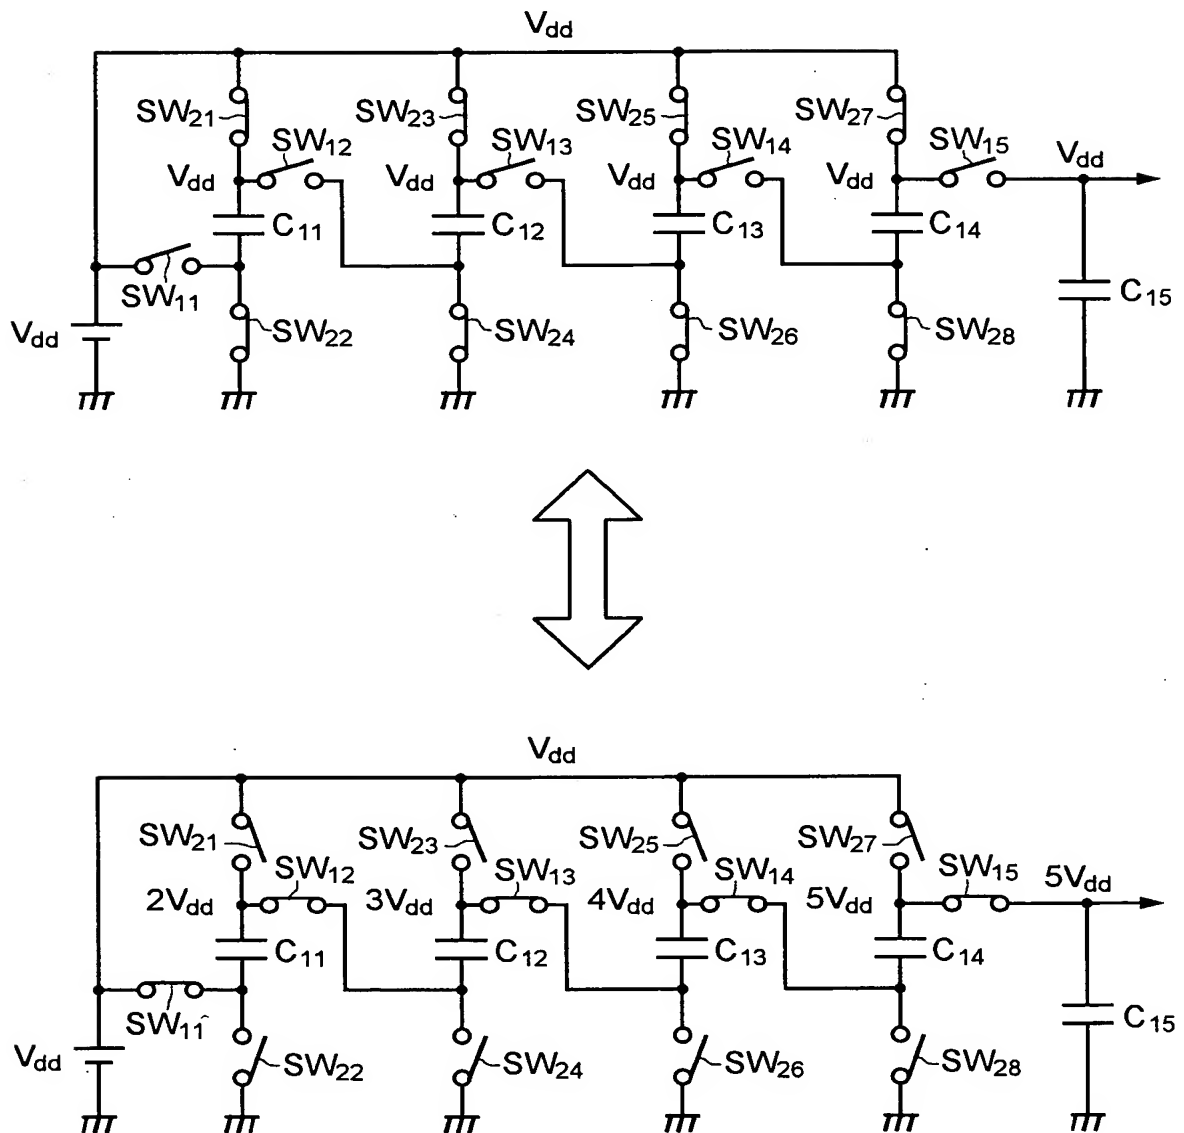 Vdd
SW21 SW23 SW25 SW27
SW12 SW13 SW14 SW15
Vdd Vdd Vdd Vdd Vdd
C11 C12 C13 C14
SW11 C15
Vdd SW22 SW24 SW26 SW28
Vdd
SW21 SW23 SW25 SW27
SW12 SW13 SW14 SW15
2Vdd 3Vdd 4Vdd 5Vdd 5Vdd
C11 C12 C13 C14
SW11 C15
Vdd SW22 SW24 SW26 SW28